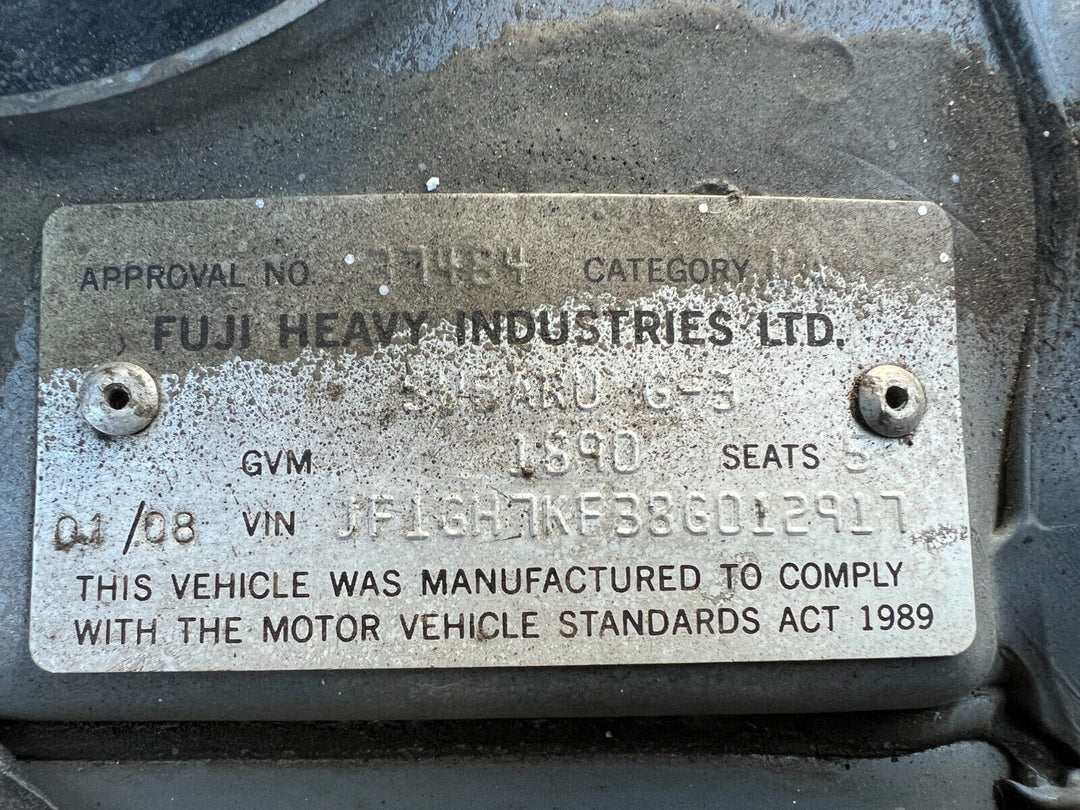 APPROVAL NO. 37484 CATEGORY
FUJI HEAVY INDUSTRIES LTD.
SUBARU G-3
GVM 1890 SEATS 5
01/08 VIN JF1GH7KF38G012917
THIS VEHICLE WAS MANUFACTURED TO COMPLY
WITH THE MOTOR VEHICLE STANDARDS ACT 1989